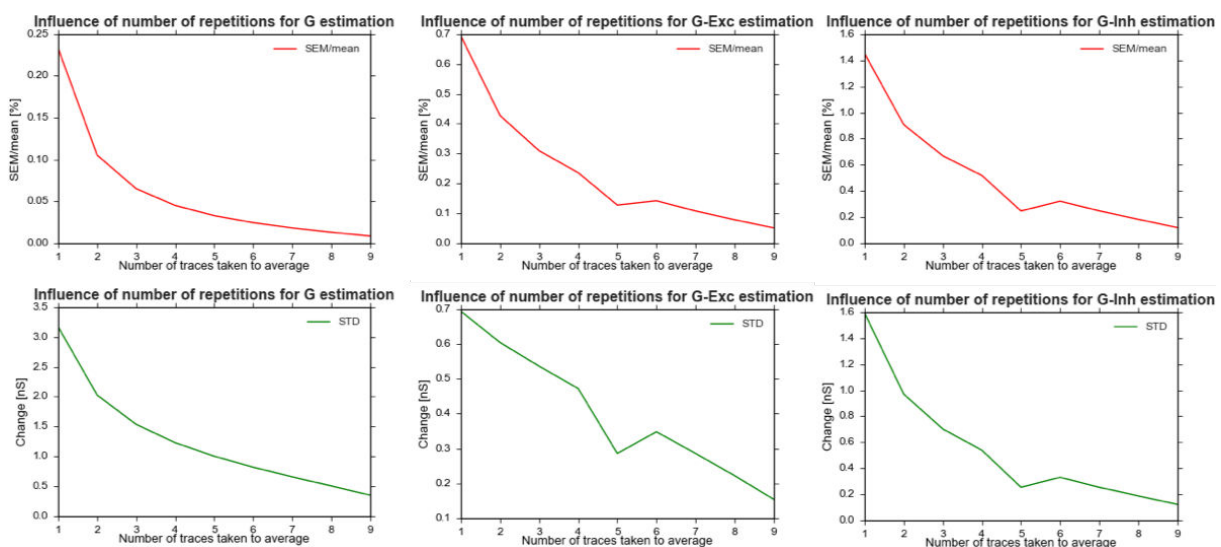 Influence of number of repetitions for G estimation
0.25
0.20
0.15
0.10
0.05
0.00
SEM/mean [%]
SEM/mean
1 2 3 4 5 6 7 8 9
Number of traces taken to average
Influence of number of repetitions for G-Exc estimation
0.7
0.6
0.5
0.4
0.3
0.2
0.1
0.0
SEM/mean [%]
SEM/mean
1 2 3 4 5 6 7 8 9
Number of traces taken to average
Influence of number of repetitions for G-Inh estimation
1.6
1.4
1.2
1.0
0.8
0.6
0.4
0.2
0.0
SEM/mean [%]
SEM/mean
1 2 3 4 5 6 7 8 9
Number of traces taken to average
Influence of number of repetitions for G estimation
3.5
3.0
2.5
2.0
1.5
1.0
0.5
0.0
Change [nS]
STD
1 2 3 4 5 6 7 8 9
Number of traces taken to average
Influence of number of repetitions for G-Exc estimation
0.7
0.6
0.5
0.4
0.3
0.2
0.1
Change [nS]
STD
1 2 3 4 5 6 7 8 9
Number of traces taken to average
Influence of number of repetitions for G-Inh estimation
1.6
1.4
1.2
1.0
0.8
0.6
0.4
0.2
0.0
Change [nS]
STD
1 2 3 4 5 6 7 8 9
Number of traces taken to average